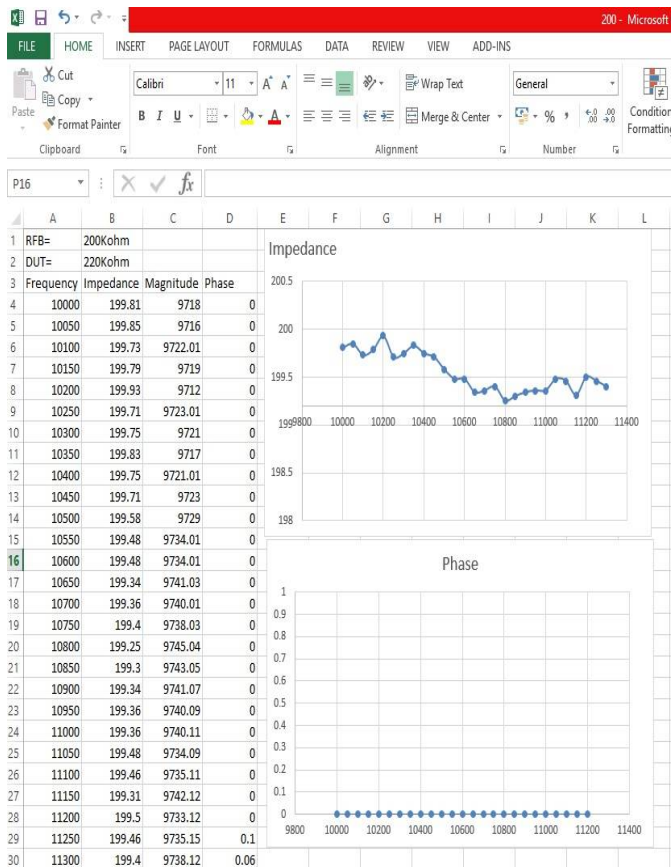 200 - Microsoft
FILE HOME INSERT PAGE LAYOUT FORMULAS DATA REVIEW VIEW ADD-INS
Cut
Copy
Format Painter
Paste
Calibri 11
Wrap Text
Merge & Center
General
Condition
Formatting
Clipboard Font Alignment Number
P16
A B C D E F G H I J K L
1 RFB= 200Kohm
2 DUT= 220Kohm
3 Frequency Impedance Magnitude Phase
4 10000 199.81 9718 0
5 10050 199.85 9716 0
6 10100 199.73 9722.01 0
7 10150 199.79 9719 0
8 10200 199.93 9712 0
9 10250 199.71 9723.01 0
10 10300 199.75 9721 0
11 10350 199.83 9717 0
12 10400 199.75 9721.01 0
13 10450 199.71 9723 0
14 10500 199.58 9729 0
15 10550 199.48 9734.01 0
16 10600 199.48 9734.01 0
17 10650 199.34 9741.03 0
18 10700 199.36 9740.01 0
19 10750 199.4 9738.03 0
20 10800 199.25 9745.04 0
21 10850 199.3 9743.05 0
22 10900 199.34 9741.07 0
23 10950 199.36 9740.09 0
24 11000 199.36 9740.11 0
25 11050 199.48 9734.09 0
26 11100 199.46 9735.11 0
27 11150 199.31 9742.12 0
28 11200 199.5 9733.12 0
29 11250 199.46 9735.15 0.1
30 11300 199.4 9738.12 0.06
Impedance
200.5
200
199.5
199
9800 10000 10200 10400 10600 10800 11000 11200 11400
198.5
198
Phase
1
0.9
0.8
0.7
0.6
0.5
0.4
0.3
0.2
0.1
0
9800 10000 10200 10400 10600 10800 11000 11200 11400